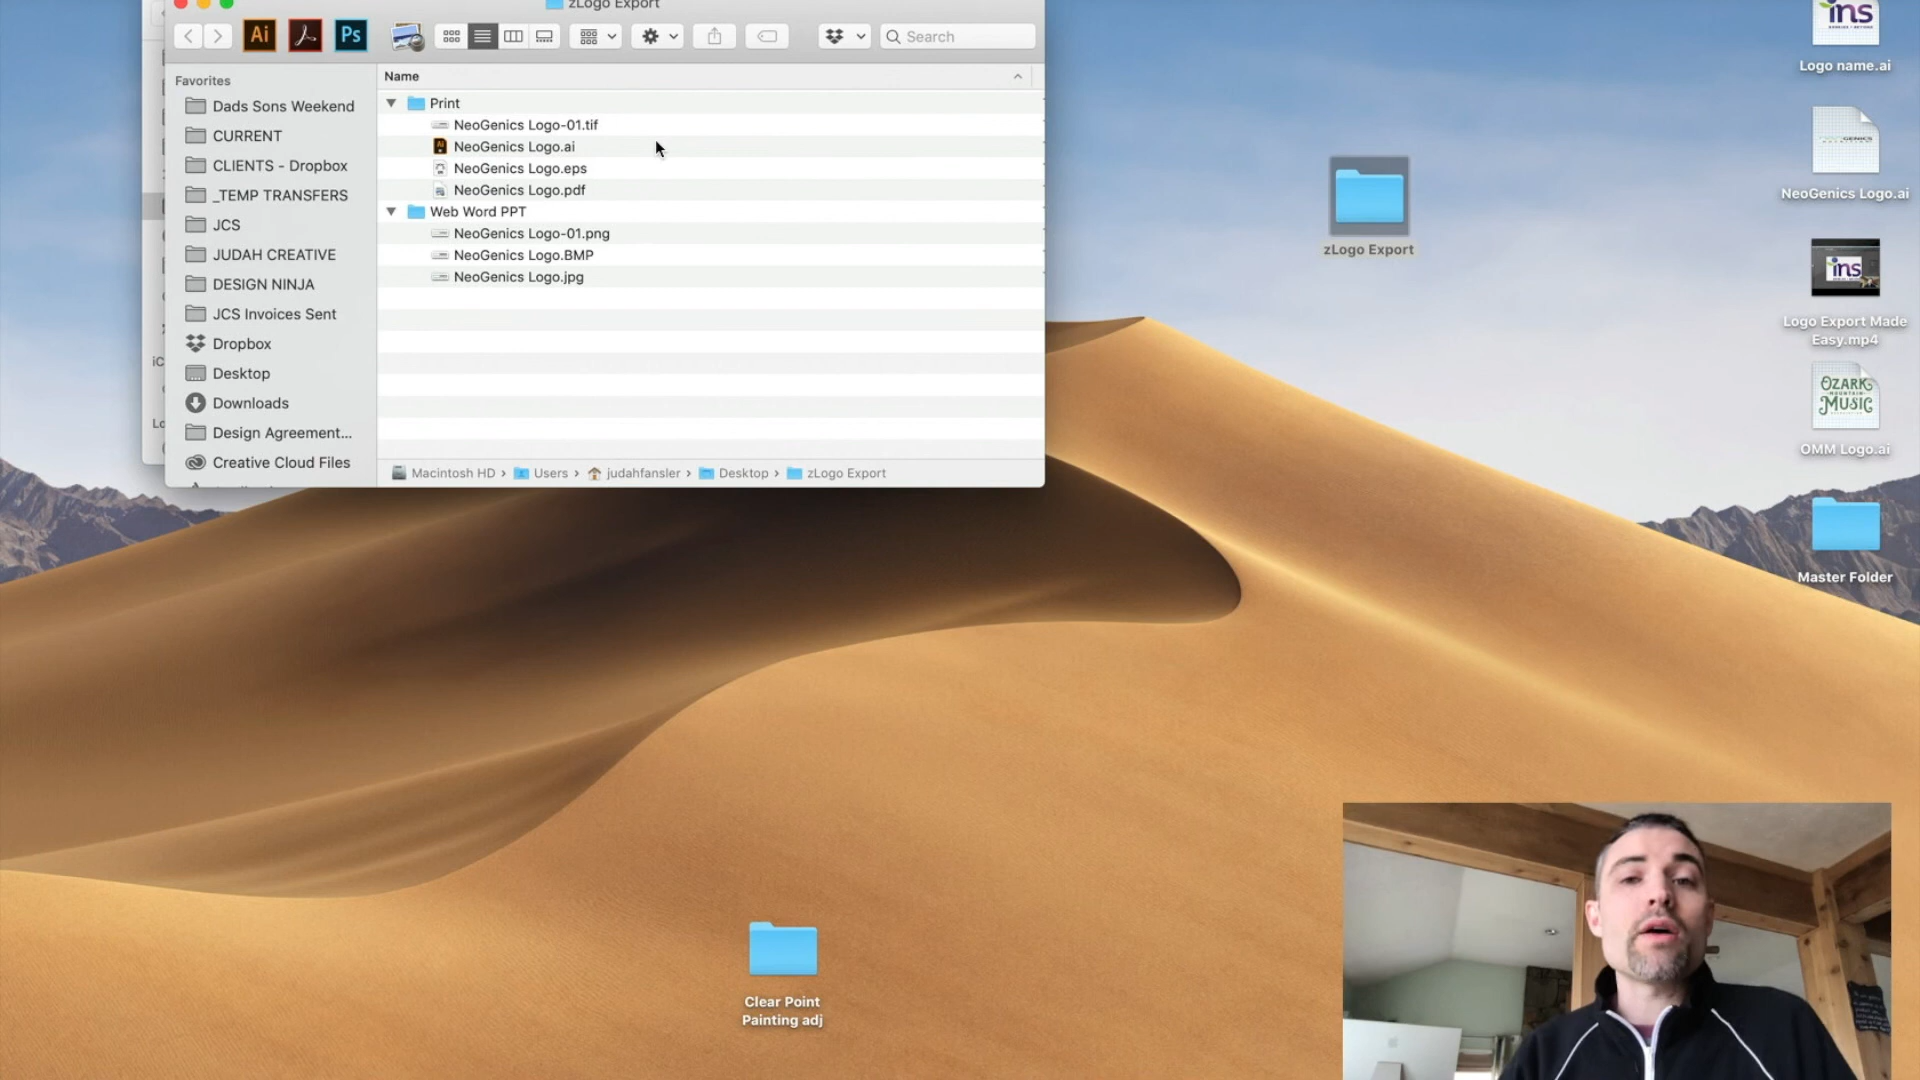 zLogo Export
Ai
Ps
Search
Favorites
Dads Sons Weekend
CURRENT
CLIENTS - Dropbox
_TEMP TRANSFERS
JCS
JUDAH CREATIVE
DESIGN NINJA
JCS Invoices Sent
Dropbox
Desktop
Downloads
Design Agreement...
Creative Cloud Files
Name
Print
NeoGenics Logo-01.tif
NeoGenics Logo.ai
NeoGenics Logo.eps
NeoGenics Logo.pdf
Web Word PPT
NeoGenics Logo-01.png
NeoGenics Logo.BMP
NeoGenics Logo.jpg
Macintosh HD › Users › judahfansler › Desktop › zLogo Export
iC
Lo
zLogo Export
ins
Logo name.ai
NeoGenics Logo.ai
ins
Logo Export Made
Easy.mp4
OZARK
MOUNTAIN
MUSIC
OMM Logo.ai
Master Folder
Clear Point
Painting adj